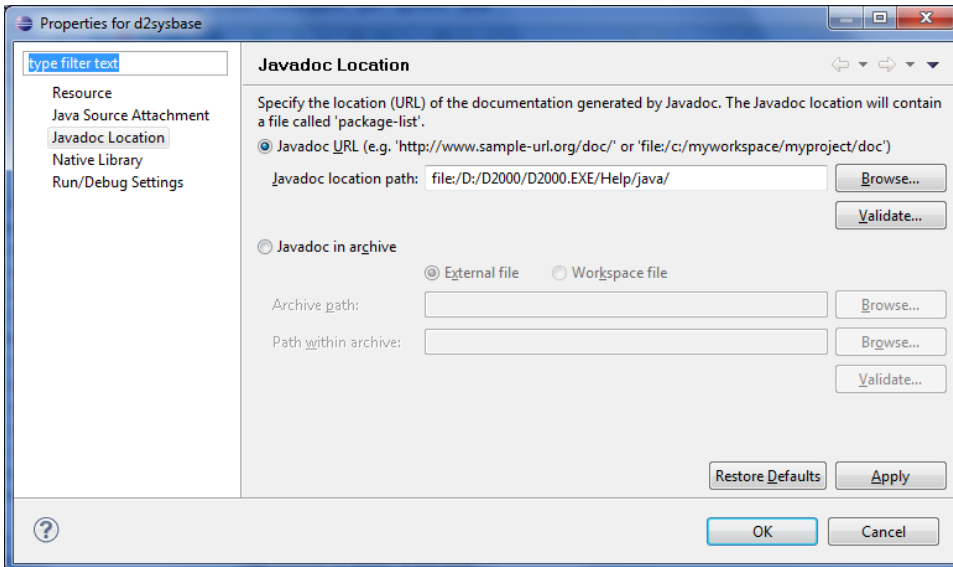 Properties for d2sysbase
type filter text
Resource
Java Source Attachment
Javadoc Location
Native Library
Run/Debug Settings
Javadoc Location
Specify the location (URL) of the documentation generated by Javadoc. The Javadoc location will contain
a file called 'package-list'.
Javadoc URL (e.g. 'http://www.sample-url.org/doc/' or 'file:/c:/myworkspace/myproject/doc')
Javadoc location path: file:/D:/D2000/D2000.EXE/Help/java/ Browse...
Validate...
Javadoc in archive
External file Workspace file
Archive path: Browse...
Path within archive: Browse...
Validate...
Restore Defaults Apply
? OK Cancel